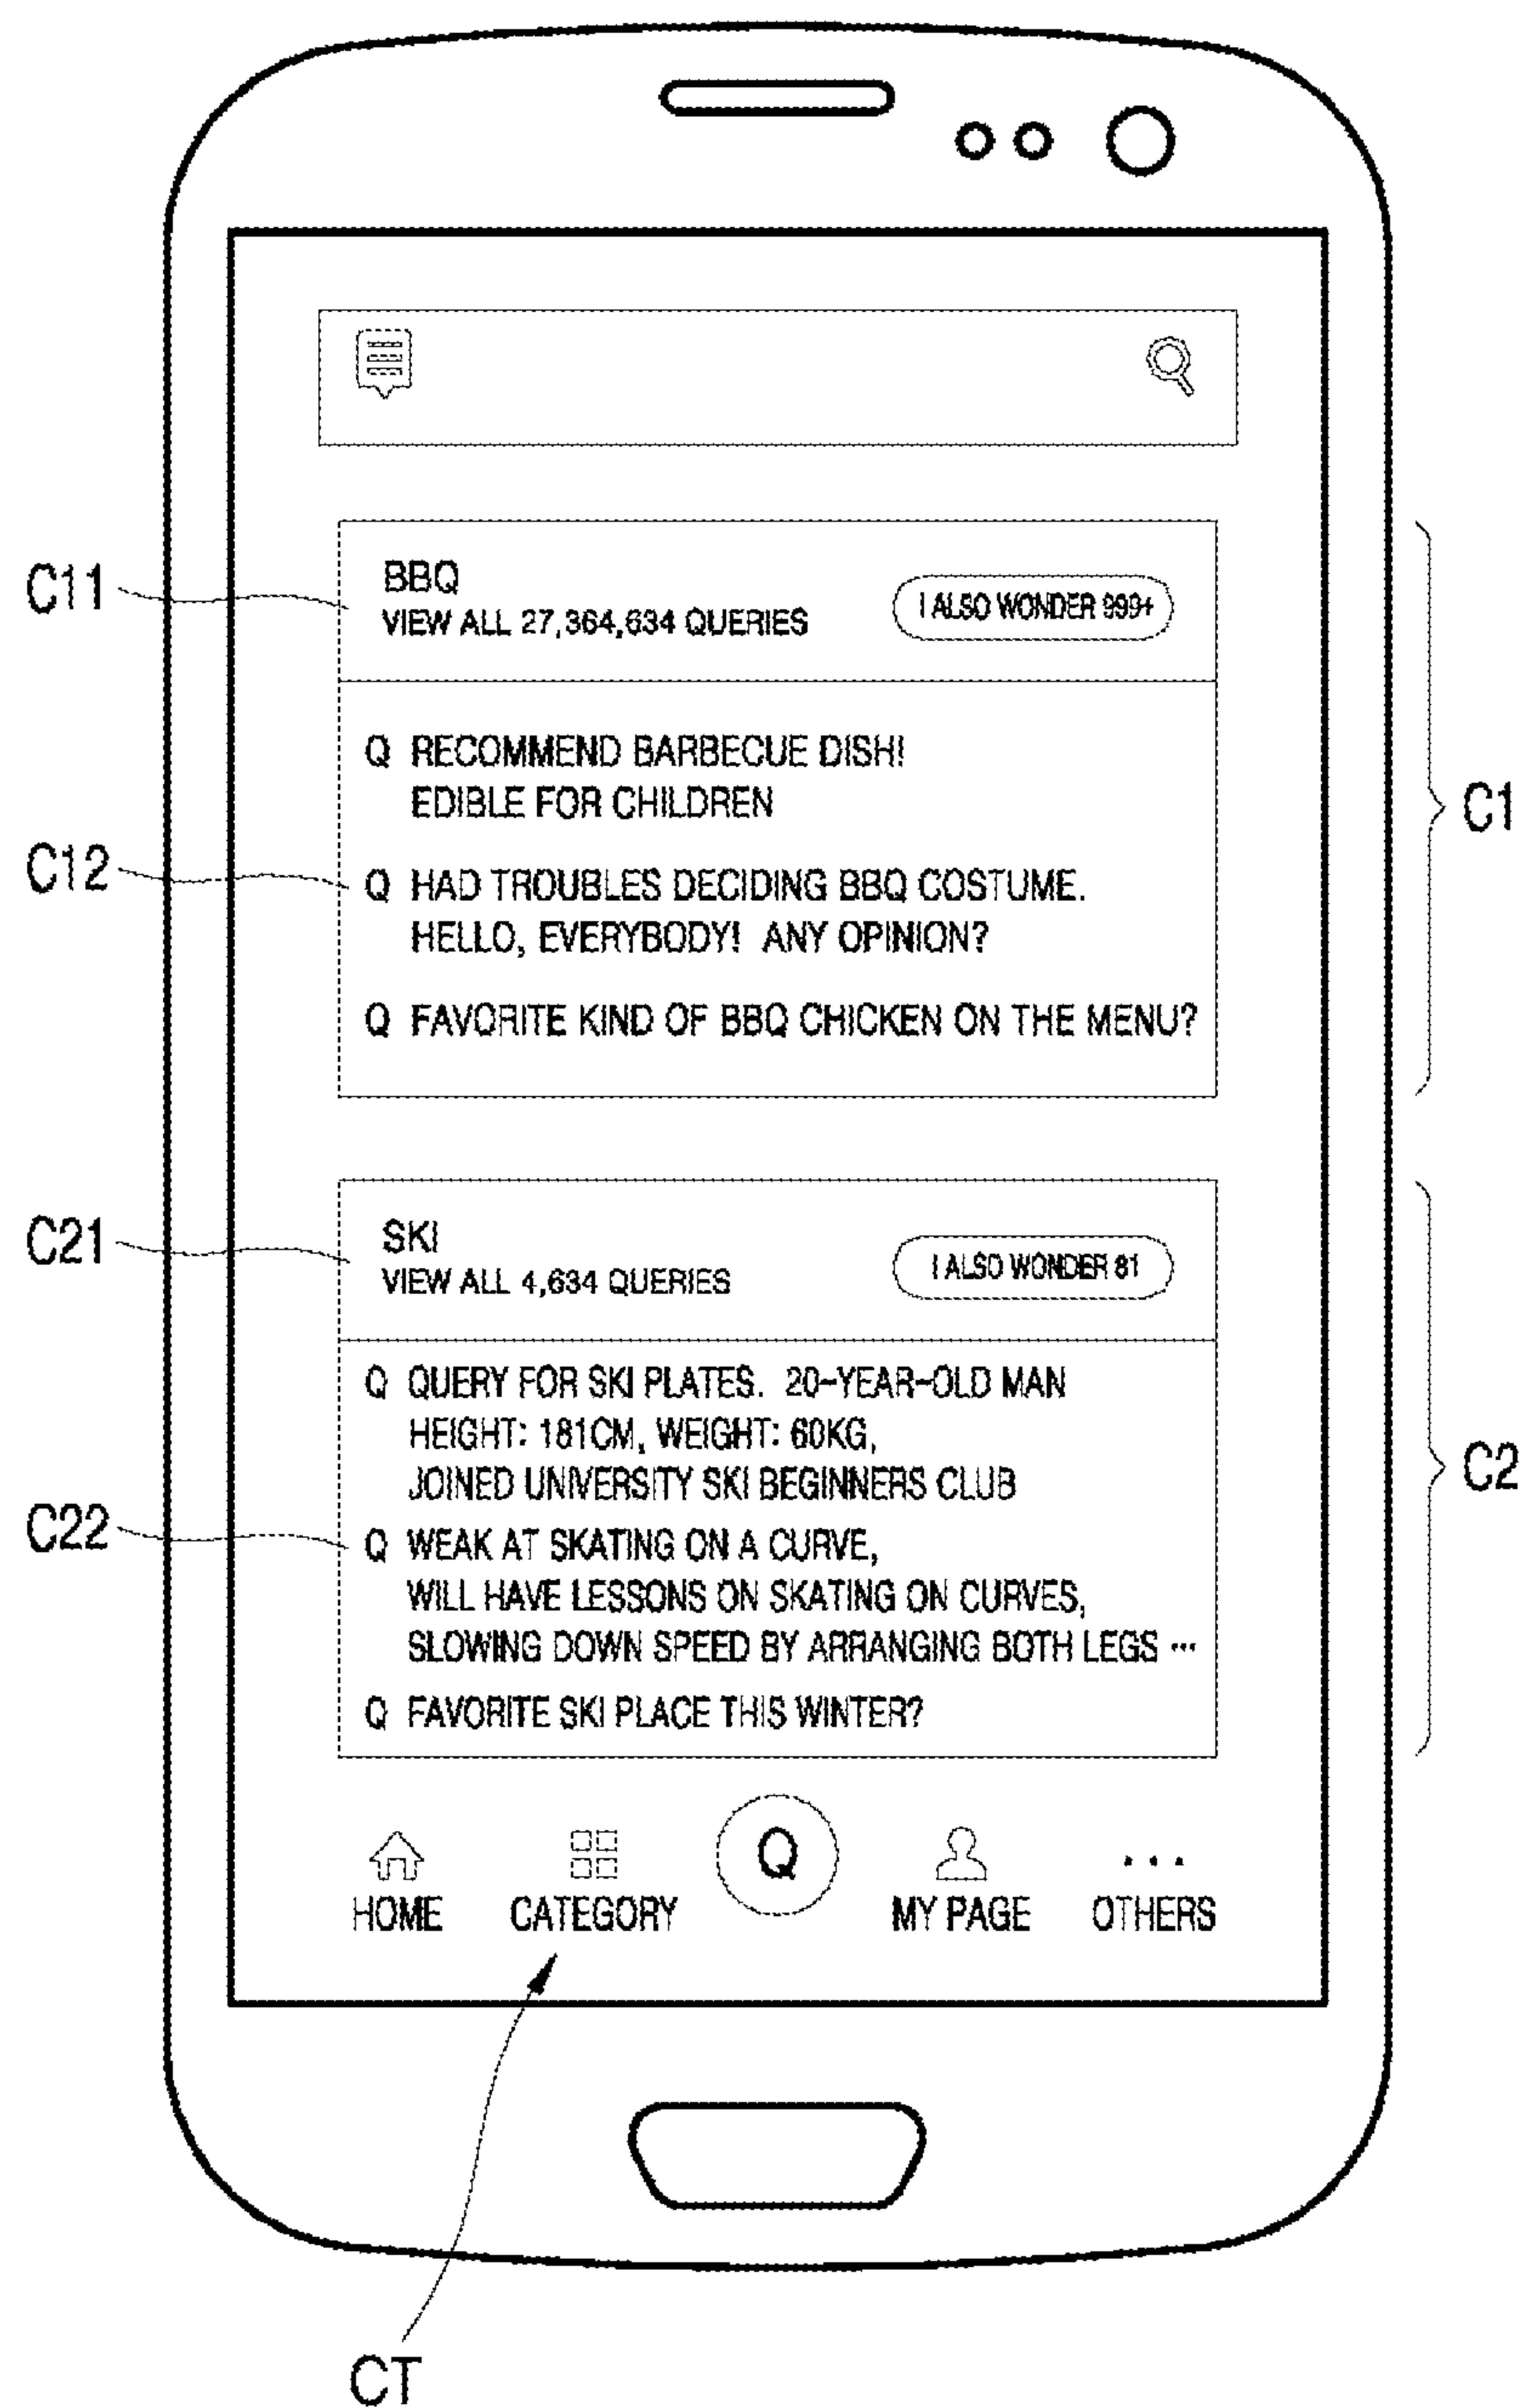 BBQ
VIEW ALL 27,364,634 QUERIES
I ALSO WONDER 999+
C11
Q RECOMMEND BARBECUE DISH!
EDIBLE FOR CHILDREN
C1
C12
Q HAD TROUBLES DECIDING BBQ COSTUME.
HELLO, EVERYBODY! ANY OPINION?
Q FAVORITE KIND OF BBQ CHICKEN ON THE MENU?
SKI
VIEW ALL 4,634 QUERIES
I ALSO WONDER 81
C21
Q QUERY FOR SKI PLATES. 20-YEAR-OLD MAN
HEIGHT: 181CM, WEIGHT: 60KG,
JOINED UNIVERSITY SKI BEGINNERS CLUB
C2
C22
Q WEAK AT SKATING ON A CURVE,
WILL HAVE LESSONS ON SKATING ON CURVES,
SLOWING DOWN SPEED BY ARRANGING BOTH LEGS ···
Q FAVORITE SKI PLACE THIS WINTER?
Q
HOME CATEGORY MY PAGE OTHERS
CT